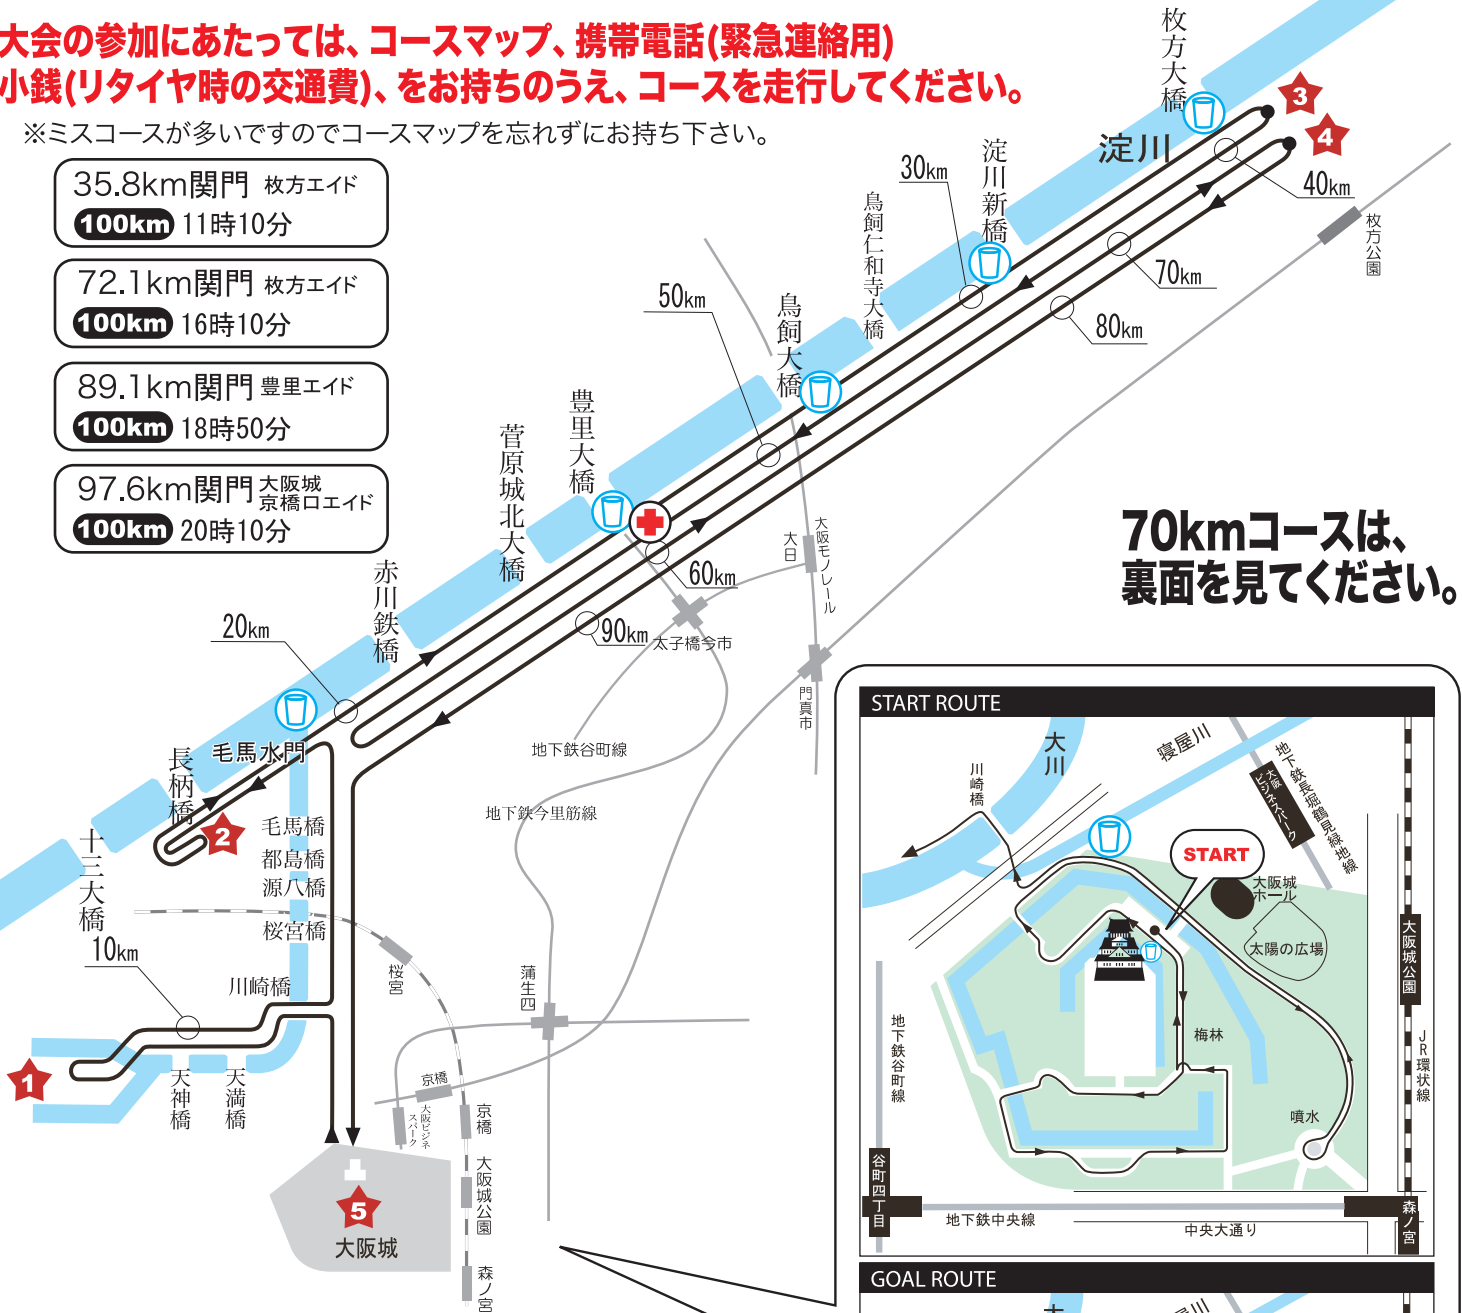 大会の参加にあたっては、コースマップ、携帯電話(緊急連絡用)
小銭(リタイヤ時の交通費)、をお持ちのうえ、コースを走行してください。
※ミスコースが多いですのでコースマップを忘れずにお持ち下さい。
35.8km関門 枚方エイド
100km 11時10分
72.1km関門 枚方エイド
100km 16時10分
89.1km関門 豊里エイド
100km 18時50分
97.6km関門 大阪城
京橋口エイド
100km 20時10分
枚方大橋
淀川
3
4
40km
枚方公園
30km
淀川新橋
鳥飼仁和寺大橋
70km
80km
50km
鳥飼大橋
豊里大橋
菅原城北大橋
赤川鉄橋
20km
60km
90km
大日
大阪モノレール
太子橋今市
門真市
地下鉄谷町線
地下鉄今里筋線
70kmコースは、
裏面を見てください。
毛馬水門
長柄橋
2
十三大橋
毛馬橋
都島橋
源八橋
桜宮橋
10km
川崎橋
桜宮
蒲生四
1
天神橋
天満橋
京橋
大阪ビジネスパーク
京橋
大阪城公園
森ノ宮
5
大阪城
START ROUTE
大川
川崎橋
寝屋川
大阪ビジネスパーク
地下鉄長堀鶴見緑地線
START
大阪城
ホール
太陽の広場
大阪城公園
地下鉄谷町線
梅林
JR環状線
噴水
谷町四丁目
地下鉄中央線
中央大通り
森ノ宮
GOAL ROUTE